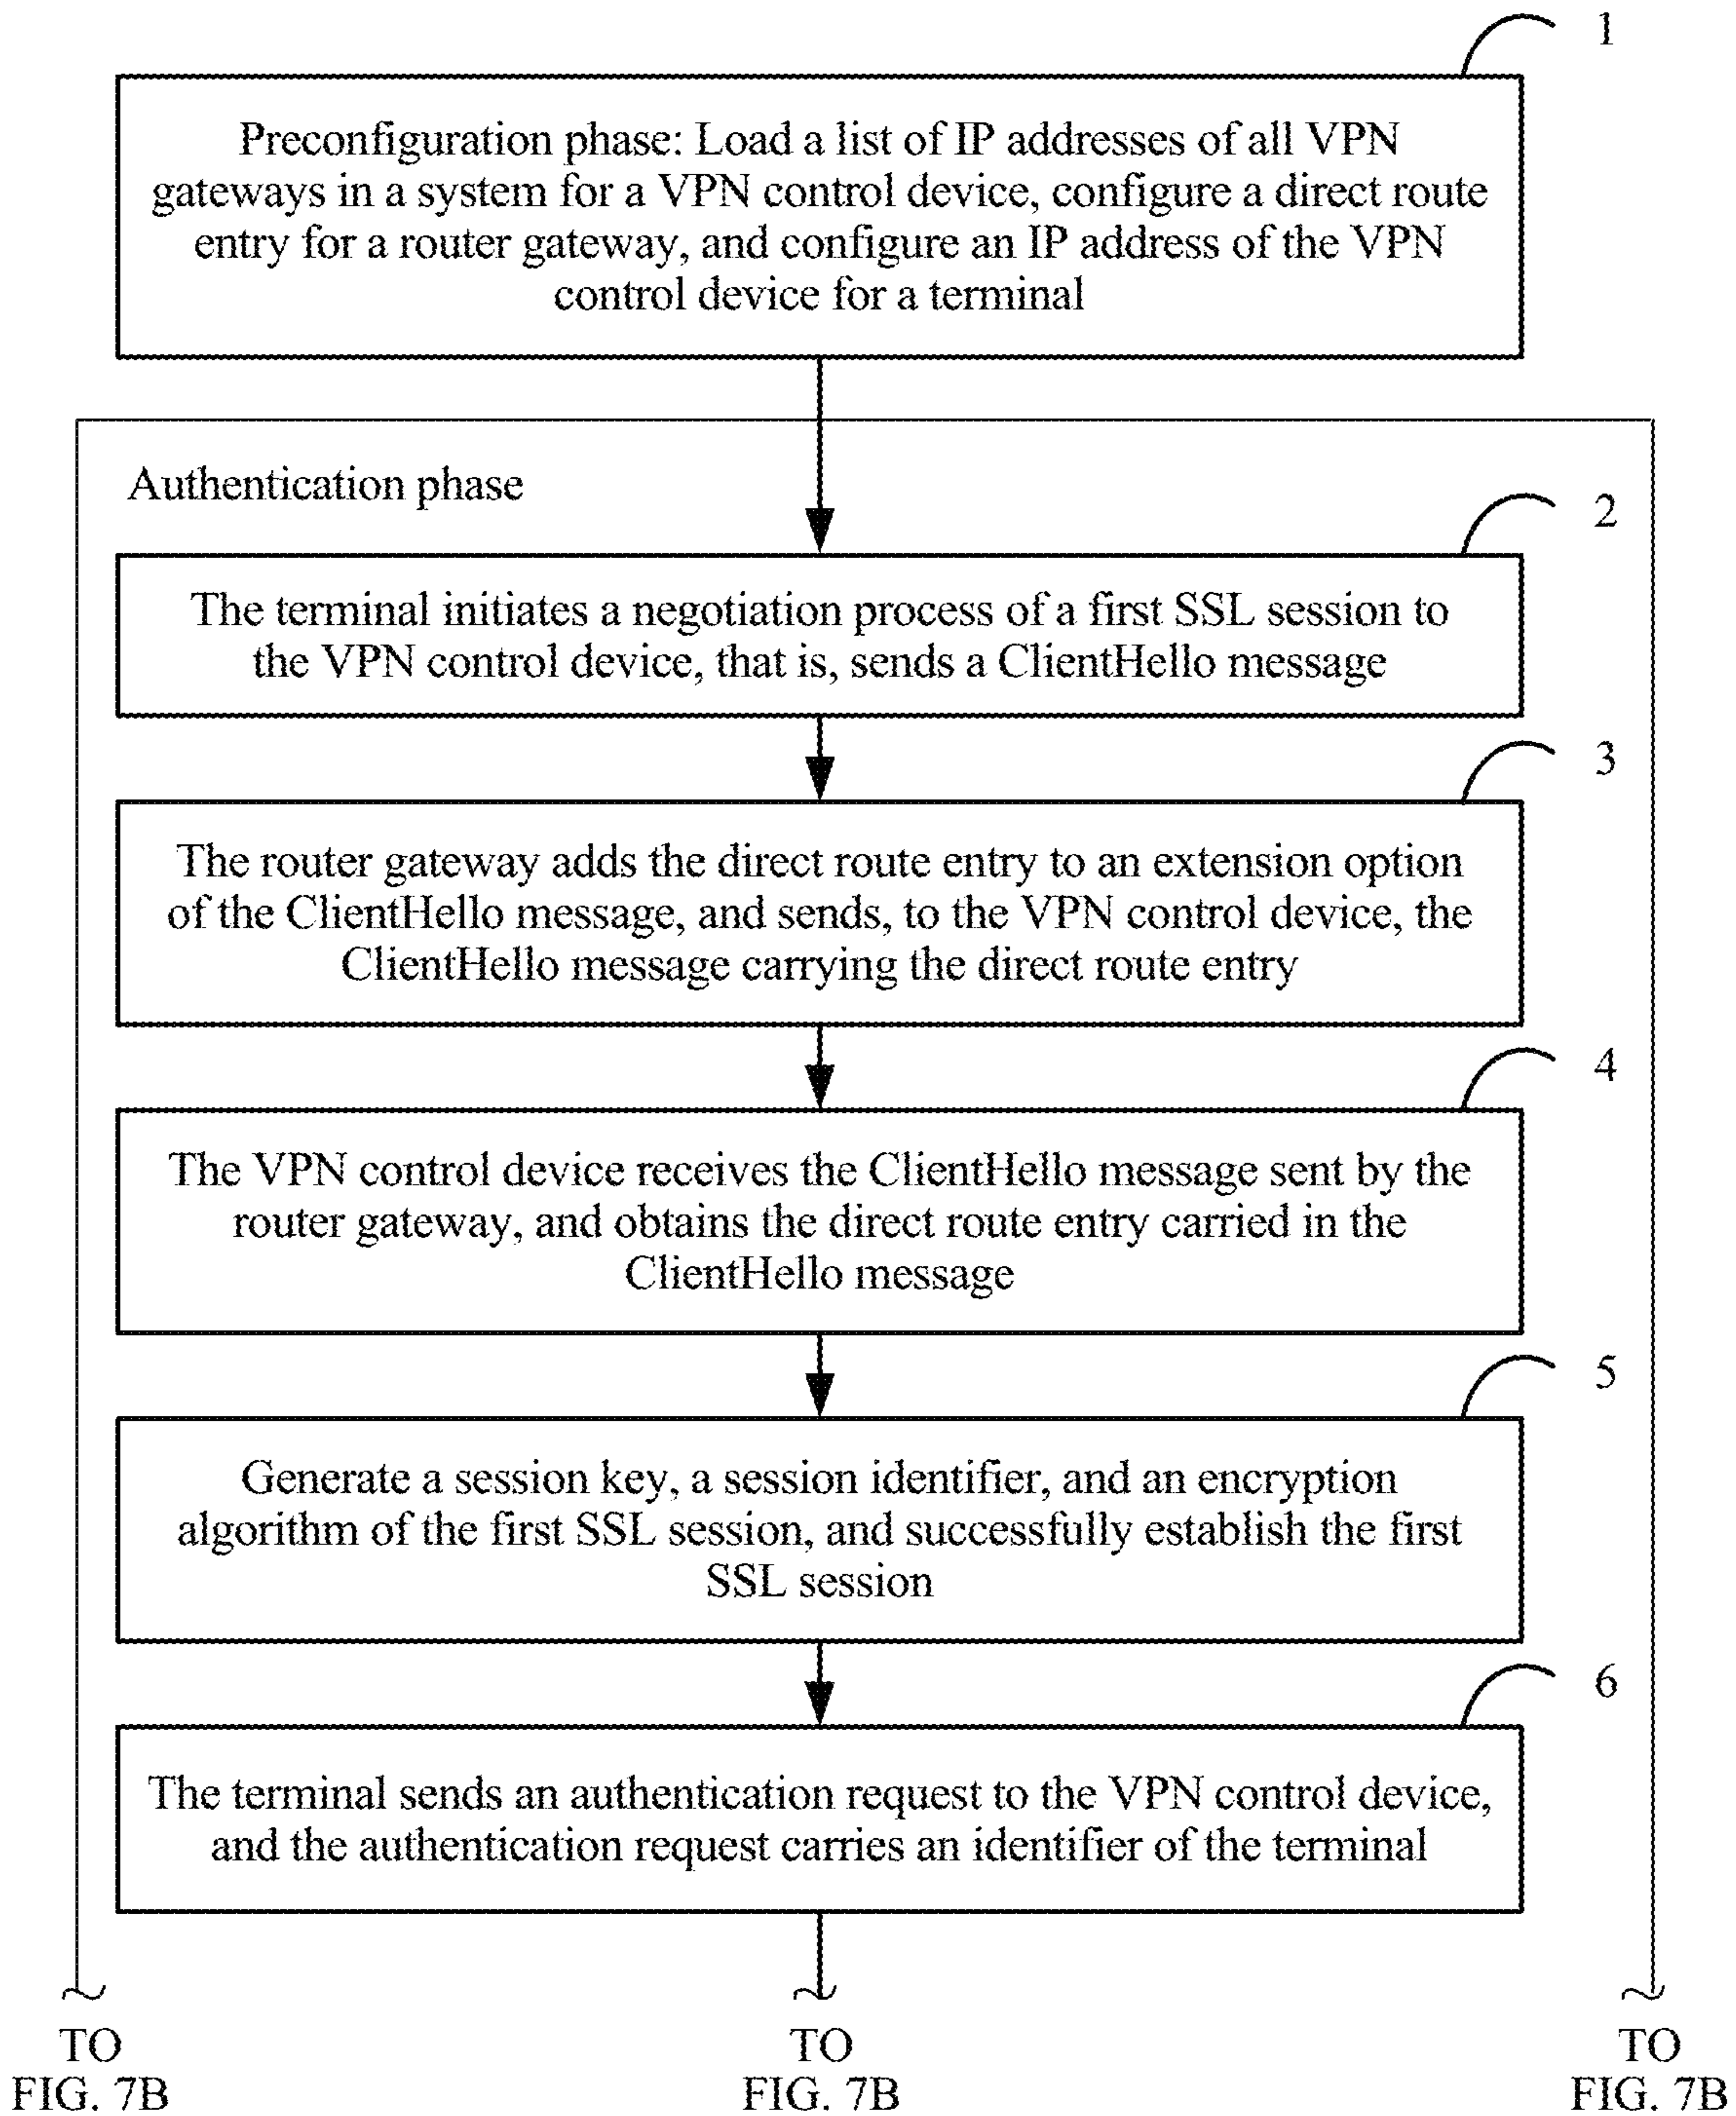 1
Preconfiguration phase: Load a list of IP addresses of all VPN
gateways in a system for a VPN control device, configure a direct route
entry for a router gateway, and configure an IP address of the VPN
control device for a terminal
Authentication phase
2
The terminal initiates a negotiation process of a first SSL session to
the VPN control device, that is, sends a ClientHello message
3
The router gateway adds the direct route entry to an extension option
of the ClientHello message, and sends, to the VPN control device, the
ClientHello message carrying the direct route entry
4
The VPN control device receives the ClientHello message sent by the
router gateway, and obtains the direct route entry carried in the
ClientHello message
5
Generate a session key, a session identifier, and an encryption
algorithm of the first SSL session, and successfully establish the first
SSL session
6
The terminal sends an authentication request to the VPN control device,
and the authentication request carries an identifier of the terminal
TO
FIG. 7B
TO
FIG. 7B
TO
FIG. 7B